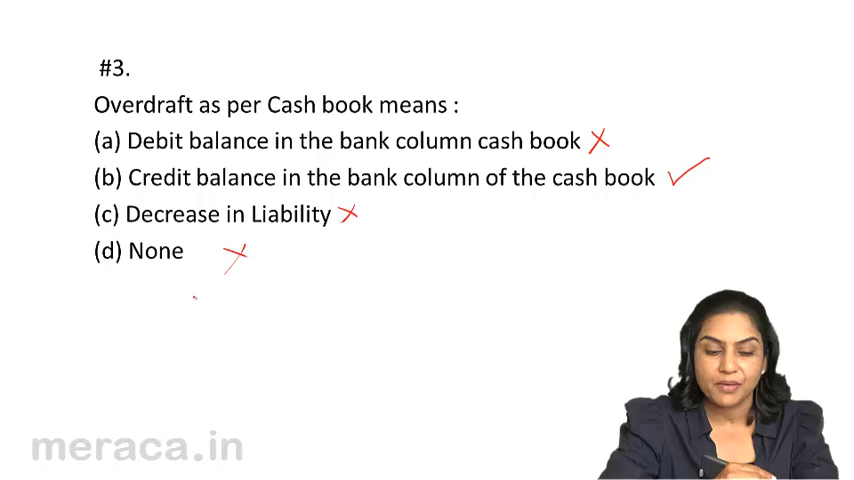 #3.
Overdraft as per Cash book means :
(a) Debit balance in the bank column cash book
(b) Credit balance in the bank column of the cash book
(c) Decrease in Liability
(d) None
meraca.in